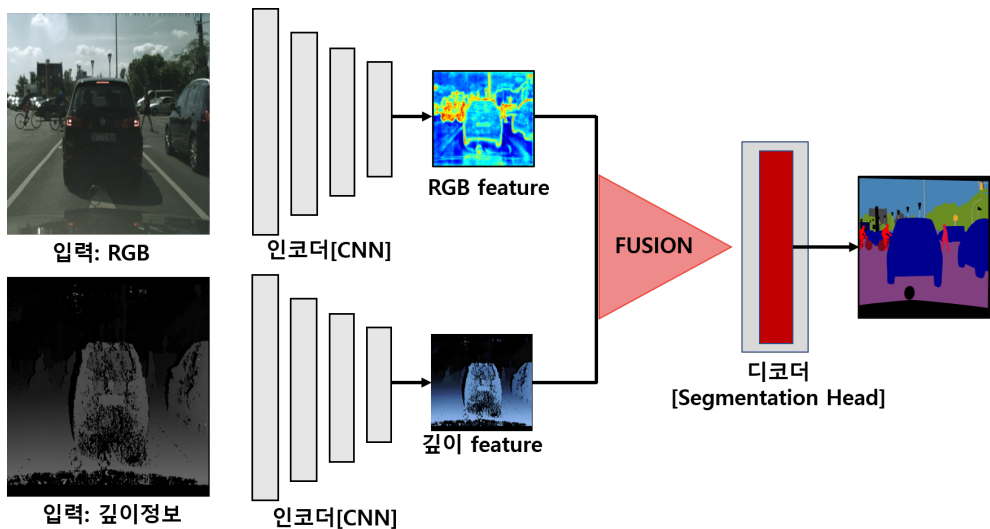 입력: RGB
인코더[CNN]
RGB feature
FUSION
디코더
[Segmentation Head]
입력: 깊이정보
인코더[CNN]
깊이 feature